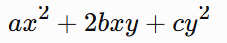 ax² + 2bxy + cy²